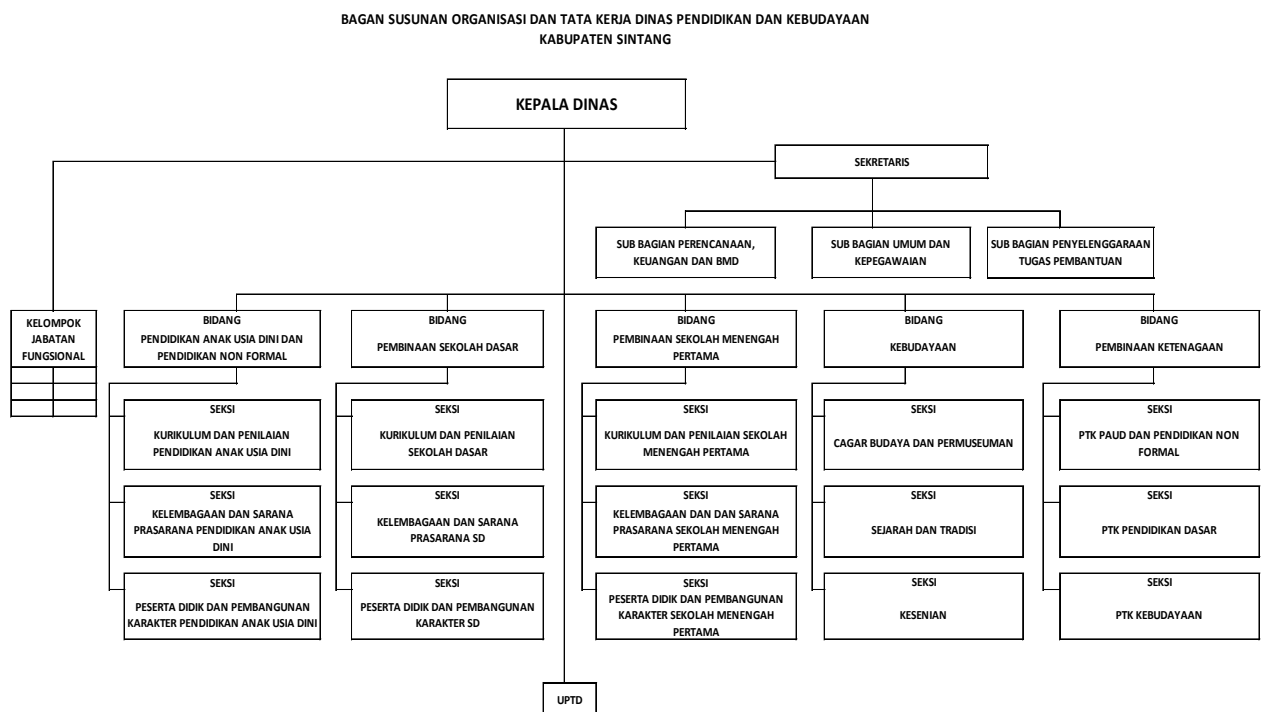 BAGAN SUSUNAN ORGANISASI DAN TATA KERJA DINAS PENDIDIKAN DAN KEBUDAYAAN
KABUPATEN SINTANG
KEPALA DINAS
SEKRETARIS
SUB BAGIAN PERENCANAAN,
KEUANGAN DAN BMD
SUB BAGIAN UMUM DAN
KEPEGAWAIAN
SUB BAGIAN PENYELENGGARAAN
TUGAS PEMBANTUAN
KELOMPOK
JABATAN
FUNGSIONAL
BIDANG
PENDIDIKAN ANAK USIA DINI DAN
PENDIDIKAN NON FORMAL
BIDANG
PEMBINAAN SEKOLAH DASAR
BIDANG
PEMBINAAN SEKOLAH MENENGAH
PERTAMA
BIDANG
KEBUDAYAAN
BIDANG
PEMBINAAN KETENAGAAN
SEKSI
KURIKULUM DAN PENILAIAN
PENDIDIKAN ANAK USIA DINI
SEKSI
KURIKULUM DAN PENILAIAN
SEKOLAH DASAR
SEKSI
KURIKULUM DAN PENILAIAN SEKOLAH
MENENGAH PERTAMA
SEKSI
CAGAR BUDAYA DAN PERMUSEUMAN
SEKSI
PTK PAUD DAN PENDIDIKAN NON
FORMAL
SEKSI
KELEMBAGAAN DAN SARANA
PRASARANA PENDIDIKAN ANAK USIA
DINI
SEKSI
KELEMBAGAAN DAN SARANA
PRASARANA SD
SEKSI
KELEMBAGAAN DAN DAN SARANA
PRASARANA SEKOLAH MENENGAH
PERTAMA
SEKSI
SEJARAH DAN TRADISI
SEKSI
PTK PENDIDIKAN DASAR
SEKSI
PESERTA DIDIK DAN PEMBANGUNAN
KARAKTER PENDIDIKAN ANAK USIA DINI
SEKSI
PESERTA DIDIK DAN PEMBANGUNAN
KARAKTER SD
SEKSI
PESERTA DIDIK DAN PEMBANGUNAN
KARAKTER SEKOLAH MENENGAH
PERTAMA
SEKSI
KESENIAN
SEKSI
PTK KEBUDAYAAN
UPTD